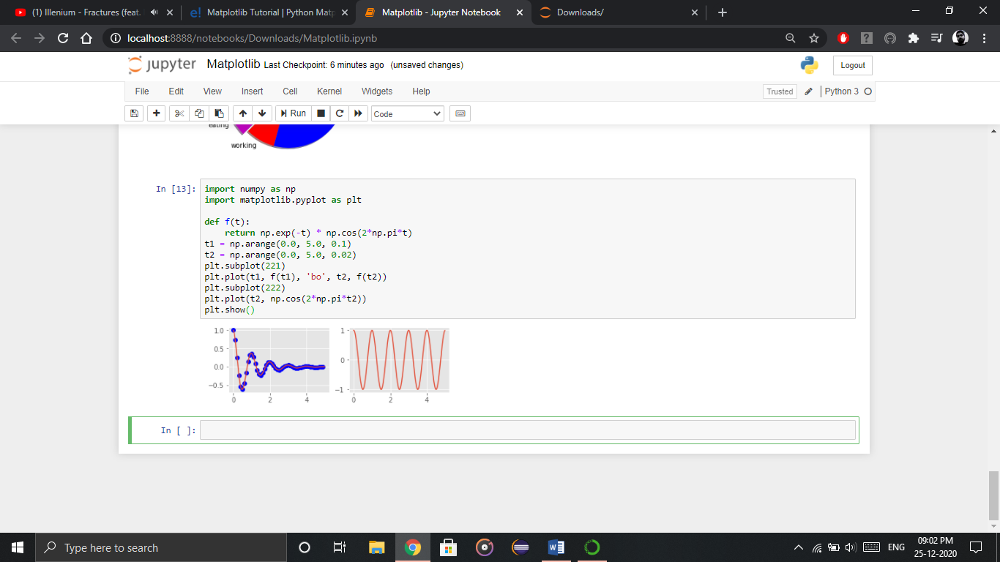 (1) Illenium - Fractures (feat.
Matplotlib Tutorial | Python Matp
Matplotlib - Jupyter Notebook
Downloads/
localhost:8888/notebooks/Downloads/Matplotlib.ipynb
jupyter Matplotlib Last Checkpoint: 6 minutes ago (unsaved changes)
Logout
File Edit View Insert Cell Kernel Widgets Help
Trusted
Python 3
Run
Code
eating
working
In [13]:
import numpy as np
import matplotlib.pyplot as plt
def f(t):
    return np.exp(-t) * np.cos(2*np.pi*t)
t1 = np.arange(0.0, 5.0, 0.1)
t2 = np.arange(0.0, 5.0, 0.02)
plt.subplot(221)
plt.plot(t1, f(t1), 'bo', t2, f(t2))
plt.subplot(222)
plt.plot(t2, np.cos(2*np.pi*t2))
plt.show()
1.0
0.5
0.0
−0.5
0 2 4
1
0
−1
0 2 4
In [ ]:
Type here to search
ENG
09:02 PM
25-12-2020